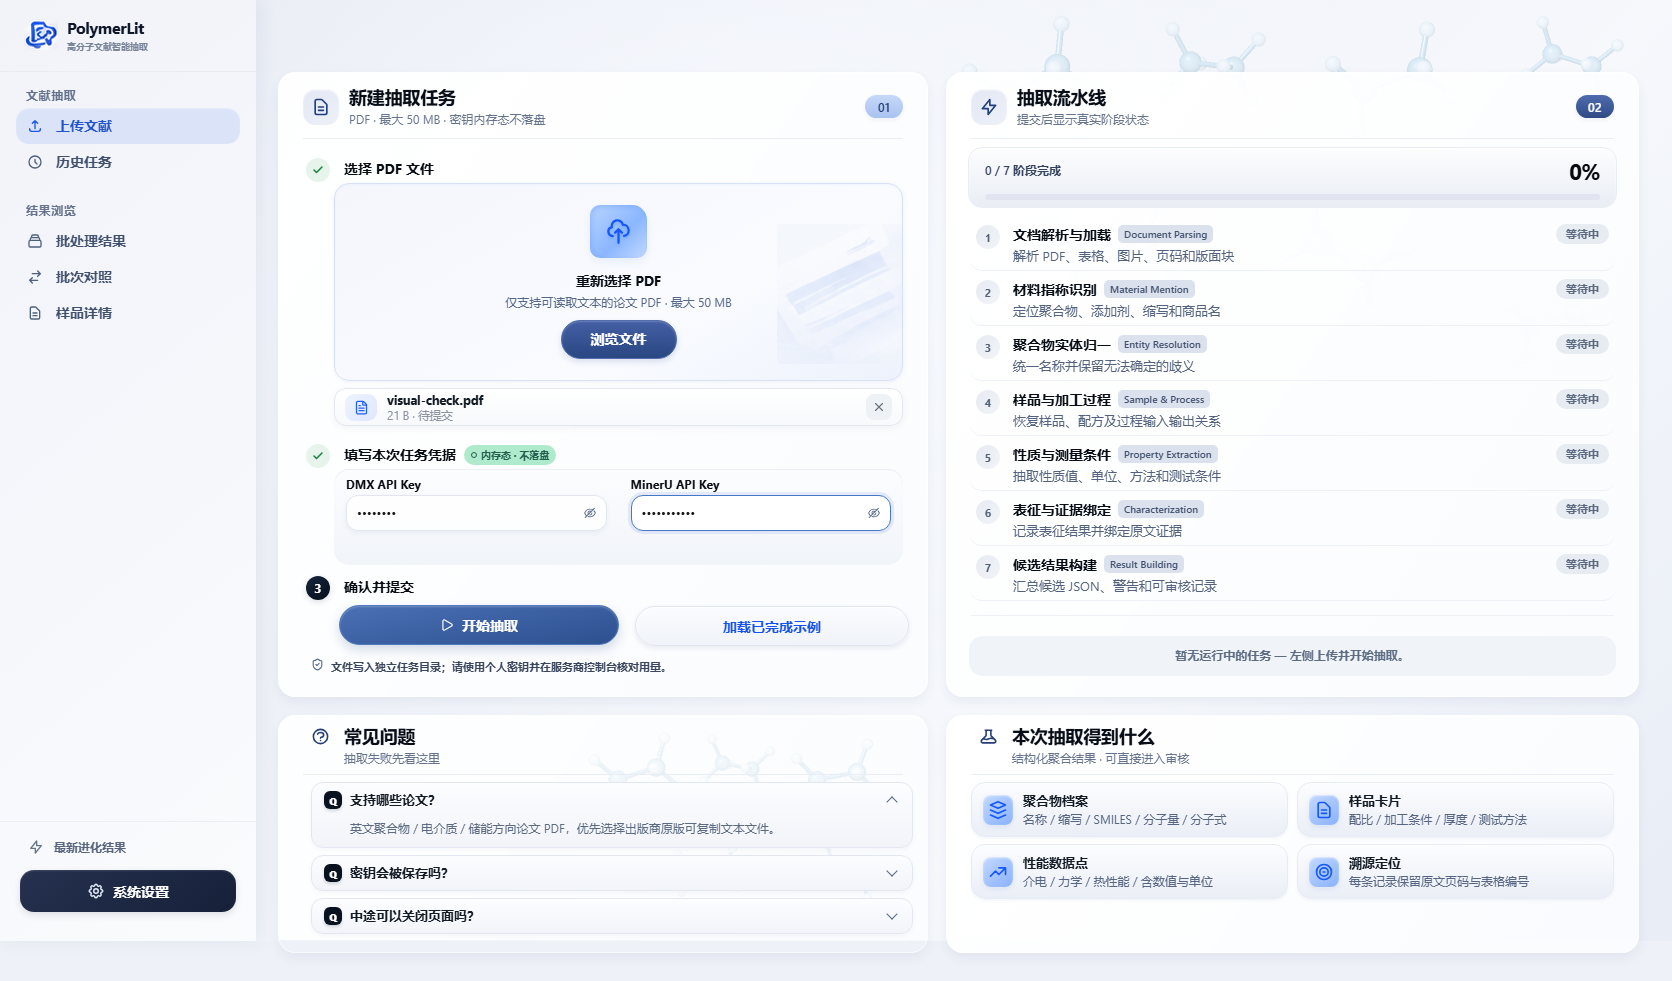 PolymerLit
高分子文献智能抽取
文献抽取
上传文献
历史任务
结果浏览
批处理结果
批次对照
样品详情
最新进化结果
系统设置
新建抽取任务
PDF · 最大 50 MB · 密钥内存态不落盘
01
选择 PDF 文件
重新选择 PDF
仅支持可读取文本的论文 PDF · 最大 50 MB
浏览文件
visual-check.pdf
21 B · 待提交
填写本次任务凭据
内存态 · 不落盘
DMX API Key
MinerU API Key
••••••••
•••••••••••
3
确认并提交
开始抽取
加载已完成示例
文件写入独立任务目录；请使用个人密钥并在服务商控制台核对用量。
抽取流水线
提交后显示真实阶段状态
02
0 / 7 阶段完成
0%
1
文档解析与加载
Document Parsing
等待中
解析 PDF、表格、图片、页码和版面块
2
材料指称识别
Material Mention
等待中
定位聚合物、添加剂、缩写和商品名
3
聚合物实体归一
Entity Resolution
等待中
统一名称并保留无法确定的歧义
4
样品与加工过程
Sample & Process
等待中
恢复样品、配方及过程输入输出关系
5
性质与测量条件
Property Extraction
等待中
抽取性质值、单位、方法和测试条件
6
表征与证据绑定
Characterization
等待中
记录表征结果并绑定原文证据
7
候选结果构建
Result Building
等待中
汇总候选 JSON、警告和可审核记录
暂无运行中的任务 — 左侧上传并开始抽取。
常见问题
抽取失败先看这里
Q
支持哪些论文？
英文聚合物 / 电介质 / 储能方向论文 PDF，优先选择出版商原版可复制文本文件。
Q
密钥会被保存吗？
Q
中途可以关闭页面吗？
本次抽取得到什么
结构化聚合结果 · 可直接进入审核
聚合物档案
名称 / 缩写 / SMILES / 分子量 / 分子式
样品卡片
配比 / 加工条件 / 厚度 / 测试方法
性能数据点
介电 / 力学 / 热性能 / 含数值与单位
溯源定位
每条记录保留原文页码与表格编号